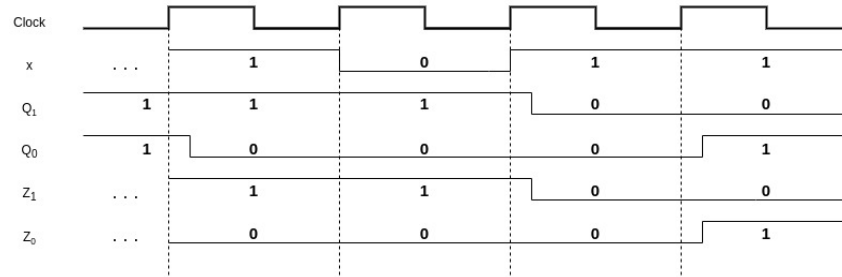 Clock
x . . . 1 0 1 1
Q₁ 1 1 1 0 0
Q₀ 1 0 0 0 1
Z₁ . . . 1 1 0 0
Z₀ . . . 0 0 0 1